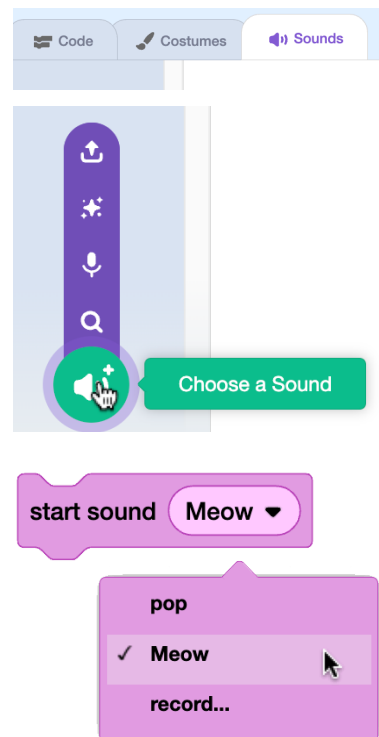 Code Costumes Sounds
Choose a Sound
start sound Meow
pop
Meow
record...